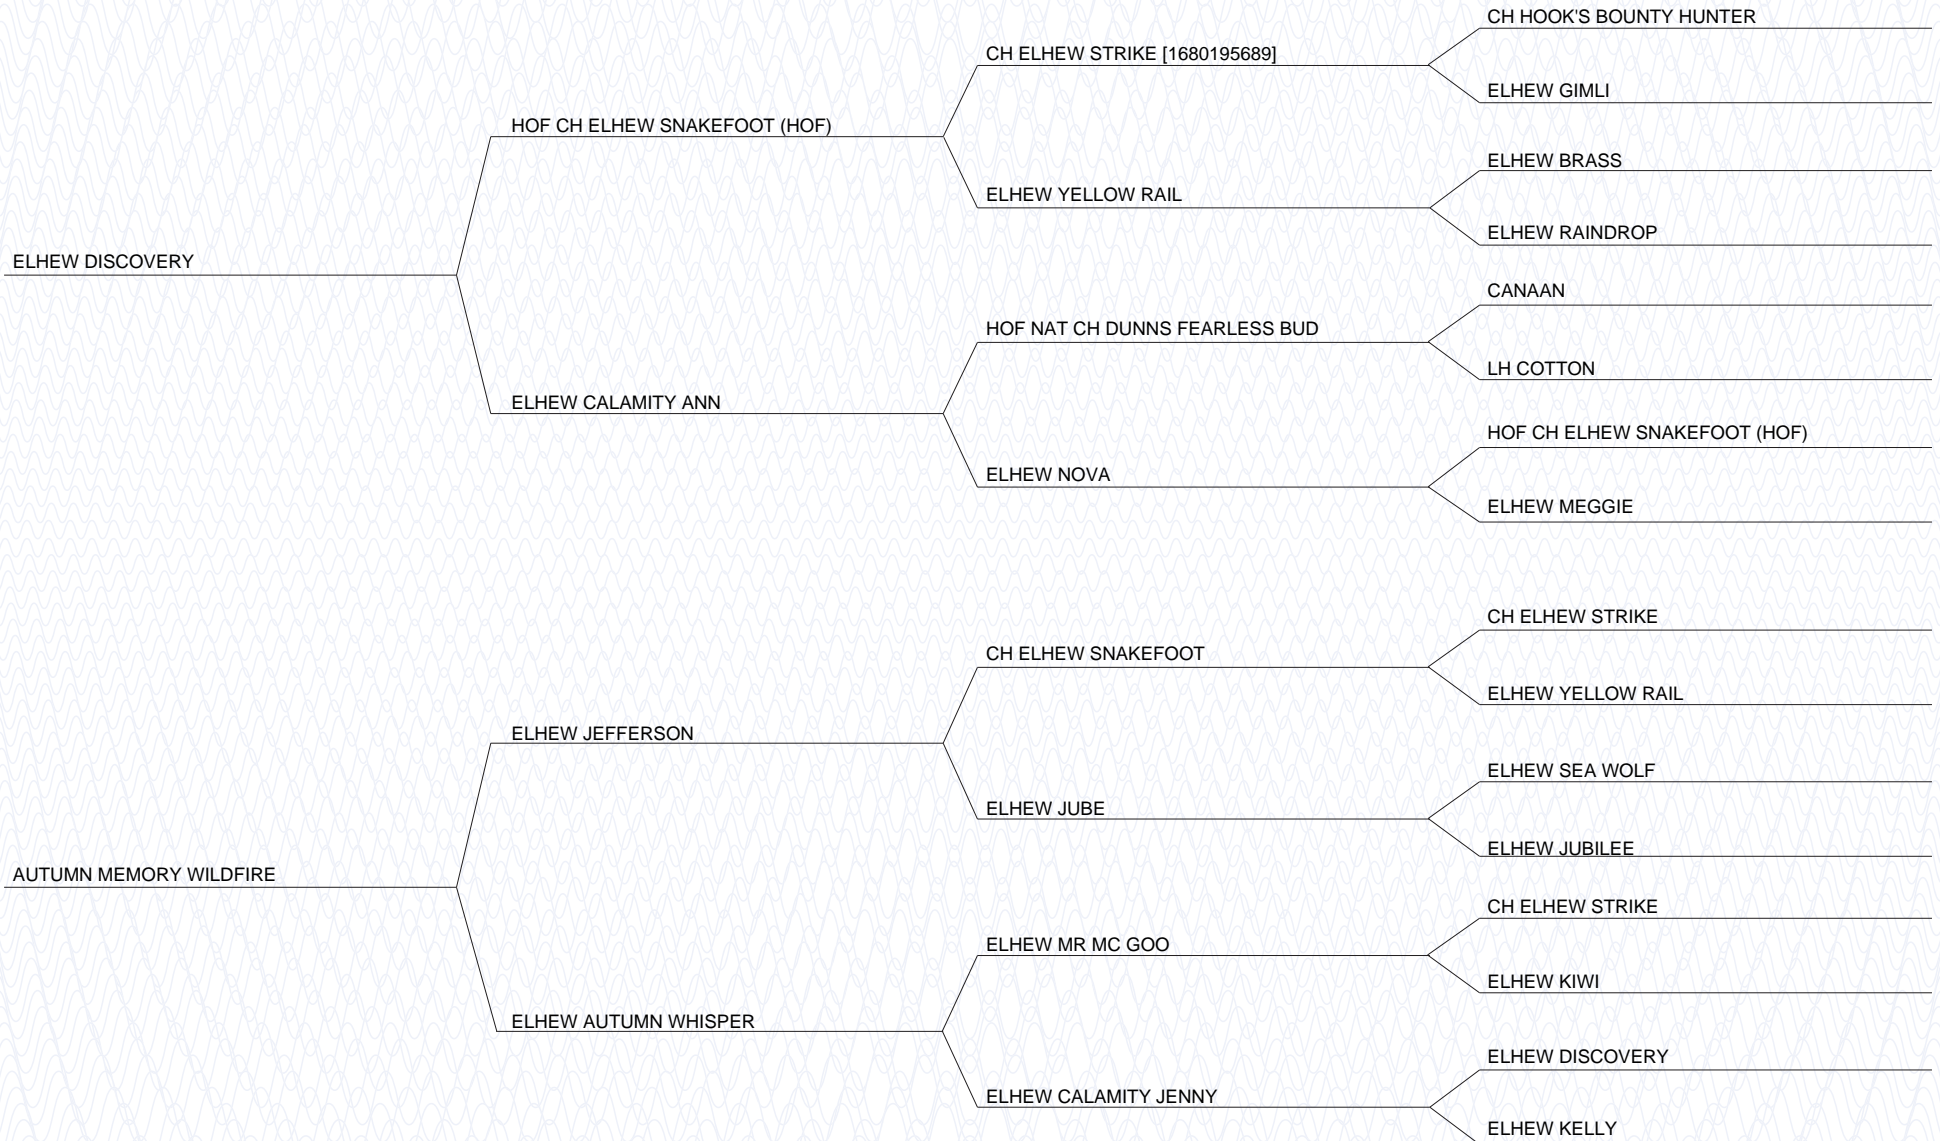 CH HOOK'S BOUNTY HUNTER
CH ELHEW STRIKE [1680195689]
ELHEW GIMLI
HOF CH ELHEW SNAKEFOOT (HOF)
ELHEW BRASS
ELHEW YELLOW RAIL
ELHEW RAINDROP
ELHEW DISCOVERY
CANAAN
HOF NAT CH DUNNS FEARLESS BUD
LH COTTON
ELHEW CALAMITY ANN
HOF CH ELHEW SNAKEFOOT (HOF)
ELHEW NOVA
ELHEW MEGGIE
CH ELHEW STRIKE
CH ELHEW SNAKEFOOT
ELHEW YELLOW RAIL
ELHEW JEFFERSON
ELHEW SEA WOLF
ELHEW JUBE
ELHEW JUBILEE
AUTUMN MEMORY WILDFIRE
CH ELHEW STRIKE
ELHEW MR MC GOO
ELHEW KIWI
ELHEW AUTUMN WHISPER
ELHEW DISCOVERY
ELHEW CALAMITY JENNY
ELHEW KELLY